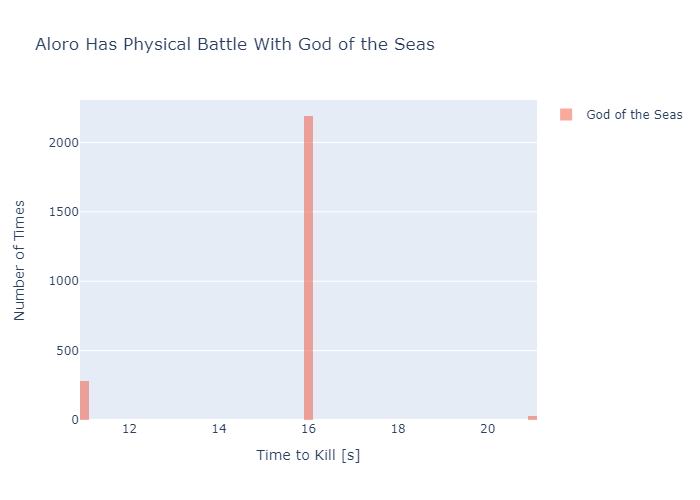 Aloro Has Physical Battle With God of the Seas
God of the Seas
2000
1500
1000
500
0
12 14 16 18 20
Number of Times
Time to Kill [s]